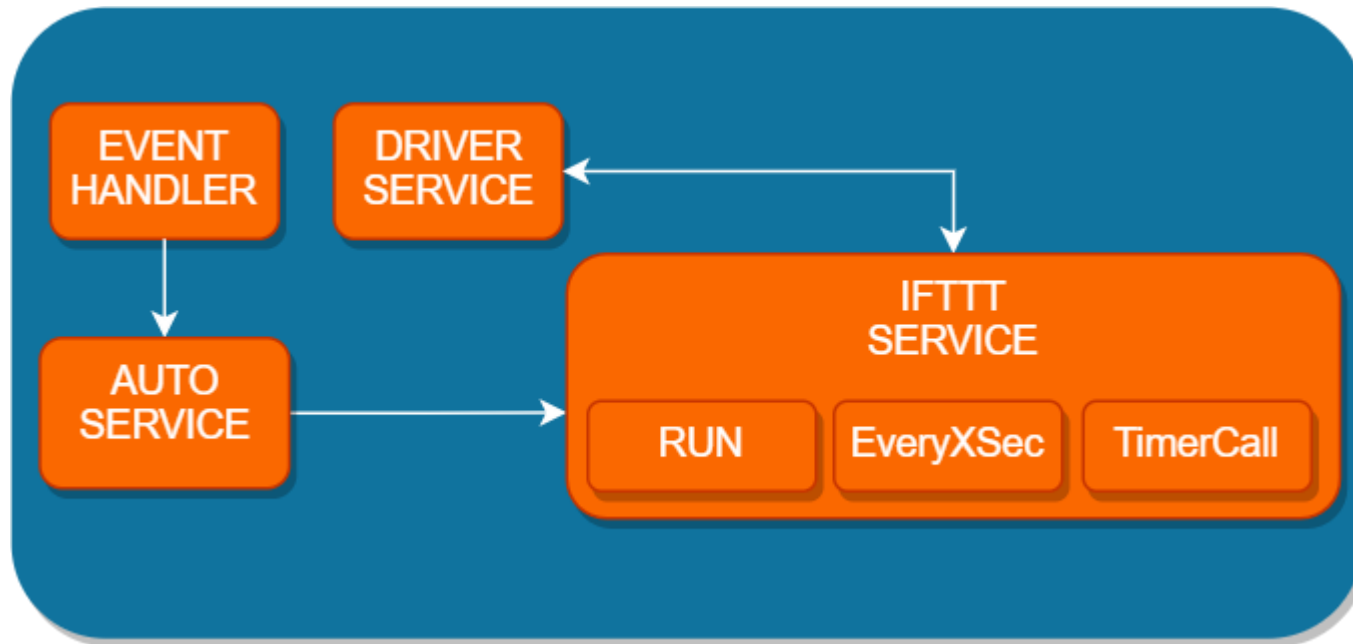 EVENT
HANDLER
DRIVER
SERVICE
AUTO
SERVICE
IFTTT
SERVICE
RUN
EveryXSec
TimerCall